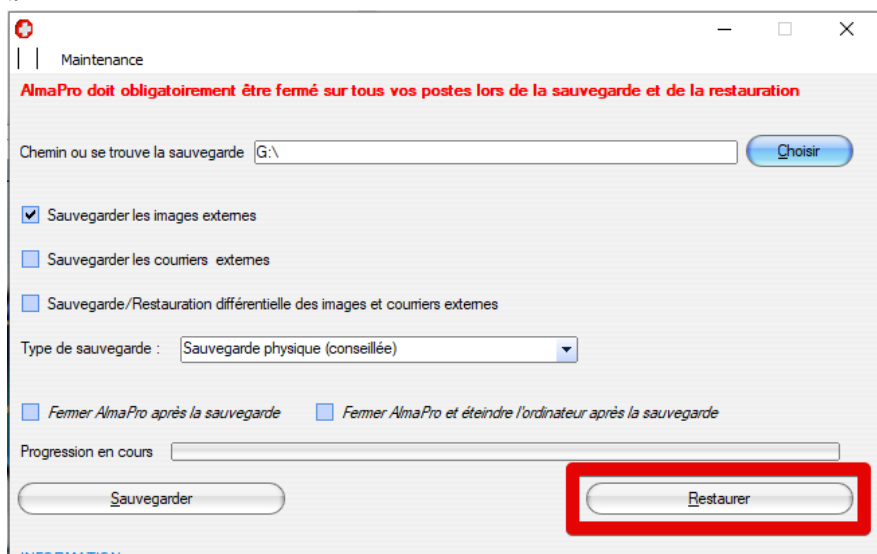 Maintenance
AlmaPro doit obligatoirement être fermé sur tous vos postes lors de la sauvegarde et de la restauration
Chemin ou se trouve la sauvegarde G:\ Choisir
Sauvegarder les images externes
Sauvegarder les courriers externes
Sauvegarde/Restauration différentielle des images et courriers externes
Type de sauvegarde : Sauvegarde physique (conseillée)
Fermer AlmaPro après la sauvegarde Fermer AlmaPro et éteindre l'ordinateur après la sauvegarde
Progression en cours
Sauvegarder Restaurer